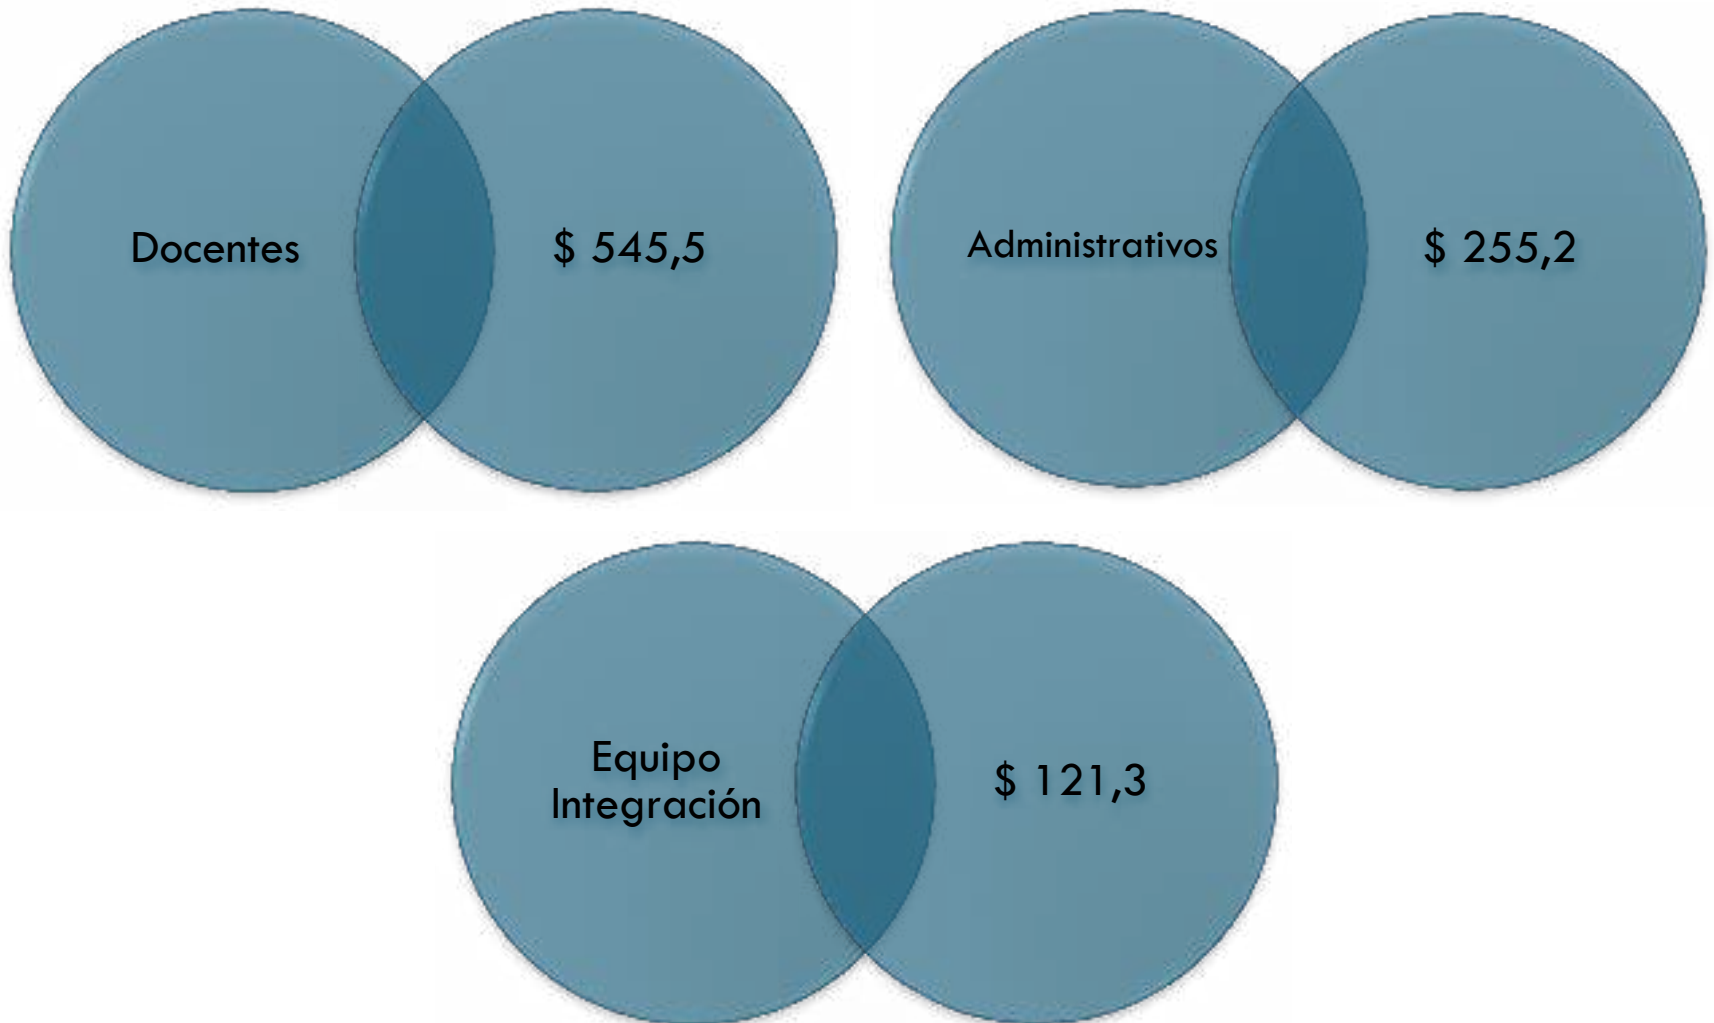 Docentes
$ 545,5
Administrativos
$ 255,2
Equipo
Integración
$ 121,3